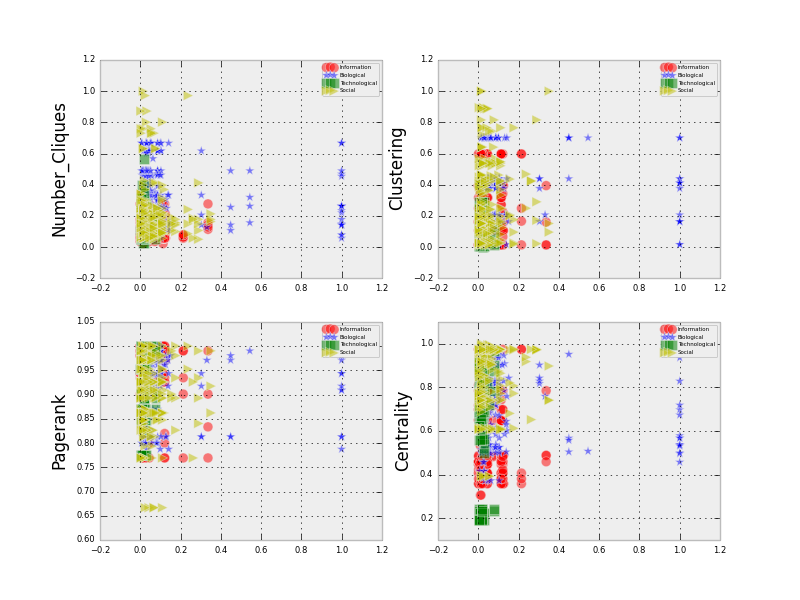 1.2
1.0
0.8
0.6
0.4
0.2
0.0
−0.2
−0.2 0.0 0.2 0.4 0.6 0.8 1.0 1.2
Number_Cliques
Information
Biological
Technological
Social
1.2
1.0
0.8
0.6
0.4
0.2
0.0
−0.2
−0.2 0.0 0.2 0.4 0.6 0.8 1.0 1.2
Clustering
Information
Biological
Technological
Social
1.05
1.00
0.95
0.90
0.85
0.80
0.75
0.70
0.65
0.60
−0.2 0.0 0.2 0.4 0.6 0.8 1.0 1.2
Pagerank
Information
Biological
Technological
Social
1.0
0.8
0.6
0.4
0.2
−0.2 0.0 0.2 0.4 0.6 0.8 1.0 1.2
Centrality
Information
Biological
Technological
Social